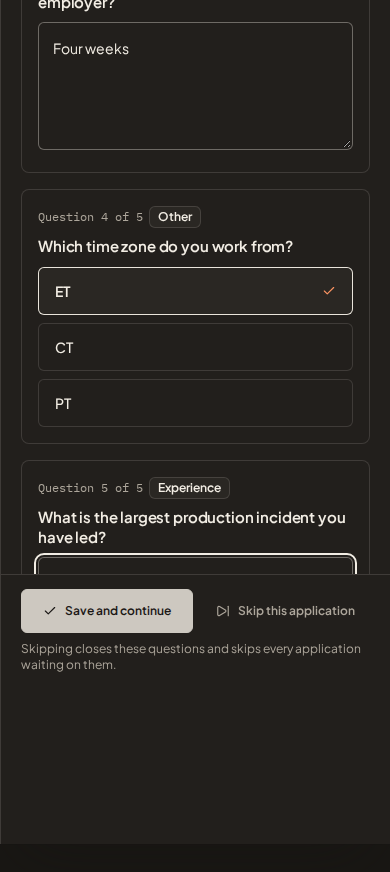 employer?
Four weeks
Question 4 of 5 Other
Which time zone do you work from?
ET
CT
PT
Question 5 of 5 Experience
What is the largest production incident you
have led?
Save and continue Skip this application
Skipping closes these questions and skips every application
waiting on them.